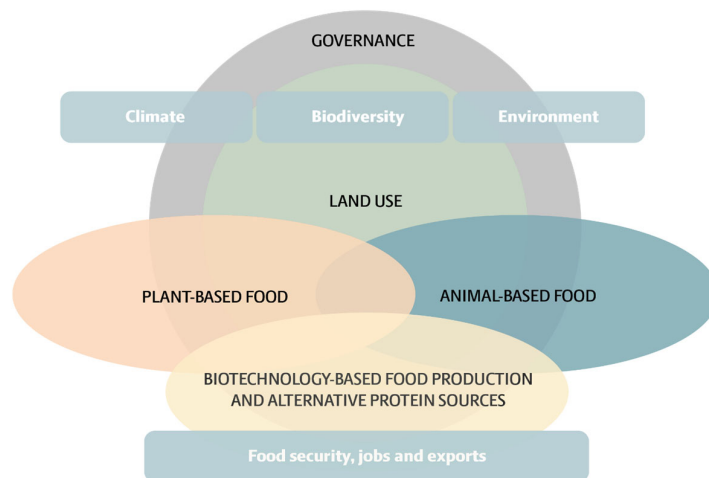 GOVERNANCE
Climate
Biodiversity
Environment
LAND USE
PLANT-BASED FOOD
ANIMAL-BASED FOOD
BIOTECHNOLOGY-BASED FOOD PRODUCTION
AND ALTERNATIVE PROTEIN SOURCES
Food security, jobs and exports